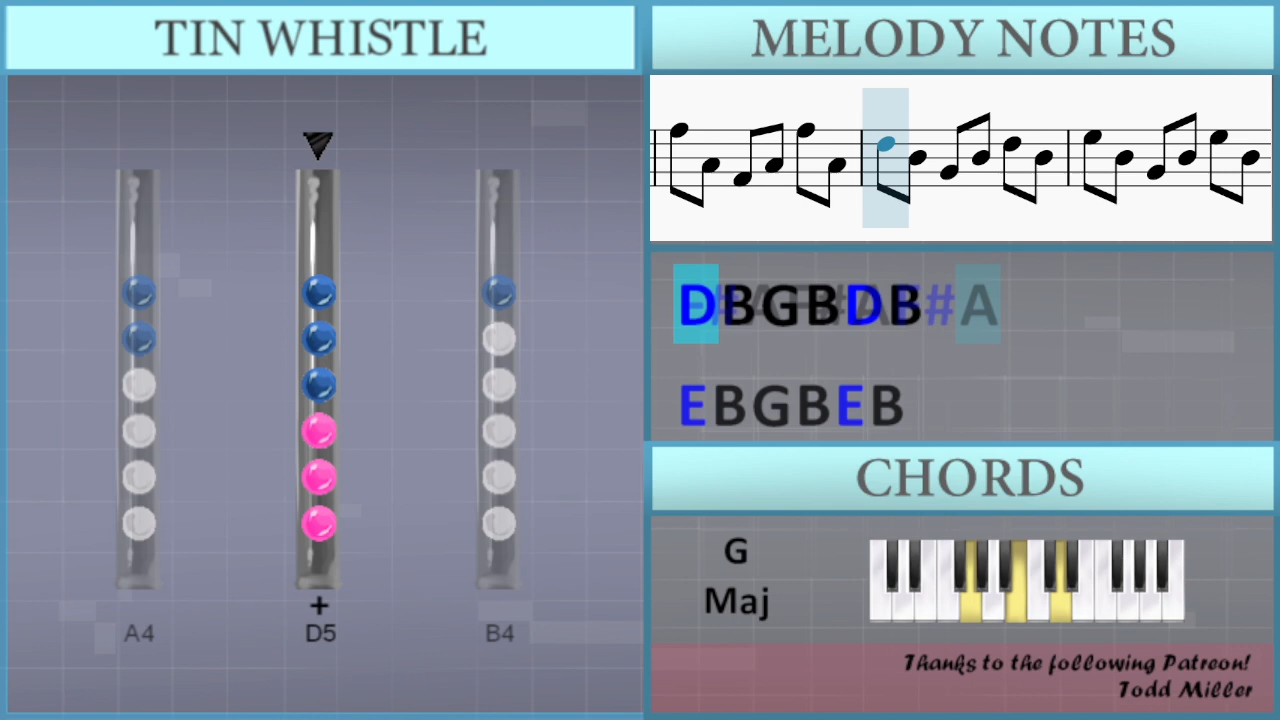 TIN WHISTLE
A4
+
D5
B4
MELODY NOTES
DBGBDB
F#
A
EBGBEB
CHORDS
G
Maj
Thanks to the following Patreon!
Todd Miller